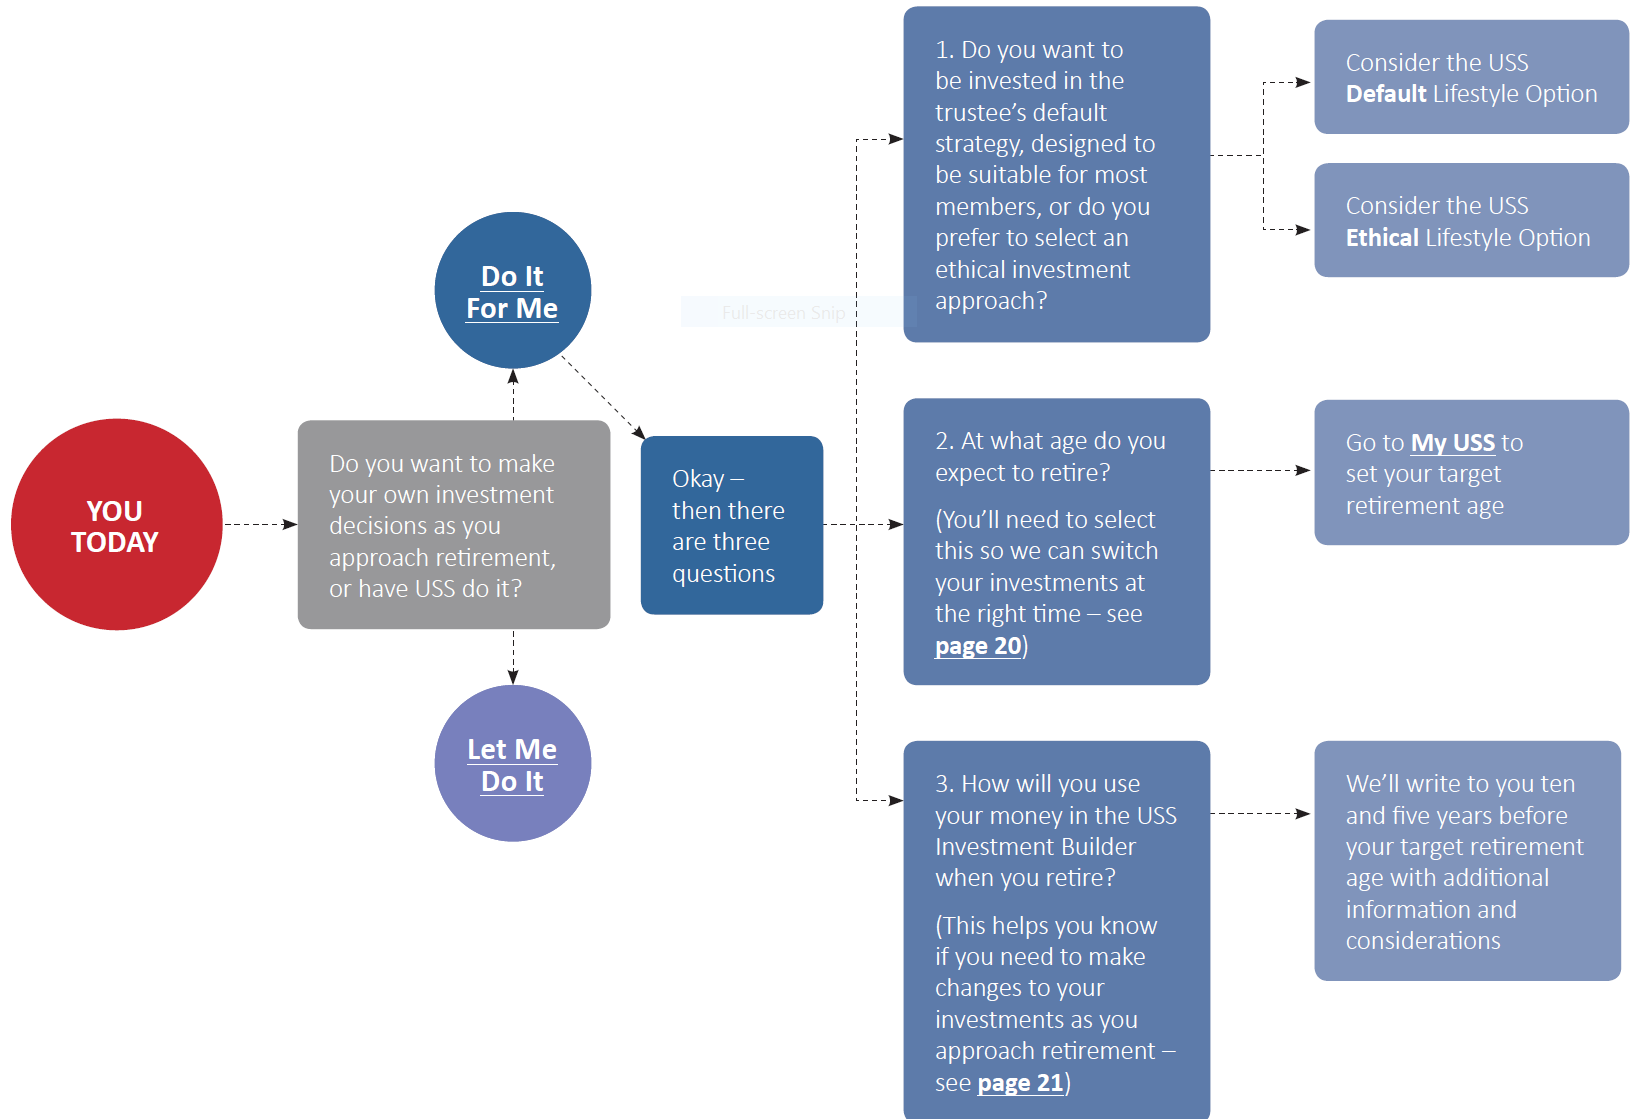 YOU
TODAY
Do you want to make
your own investment
decisions as you
approach retirement,
or have USS do it?
Do It
For Me
Let Me
Do It
Okay –
then there
are three
questions
Full-screen Snip
1. Do you want to
be invested in the
trustee’s default
strategy, designed to
be suitable for most
members, or do you
prefer to select an
ethical investment
approach?
Consider the USS
Default Lifestyle Option
Consider the USS
Ethical Lifestyle Option
2. At what age do you
expect to retire?
(You’ll need to select
this so we can switch
your investments at
the right time – see
page 20)
Go to My USS to
set your target
retirement age
3. How will you use
your money in the USS
Investment Builder
when you retire?
(This helps you know
if you need to make
changes to your
investments as you
approach retirement –
see page 21)
We’ll write to you ten
and five years before
your target retirement
age with additional
information and
considerations